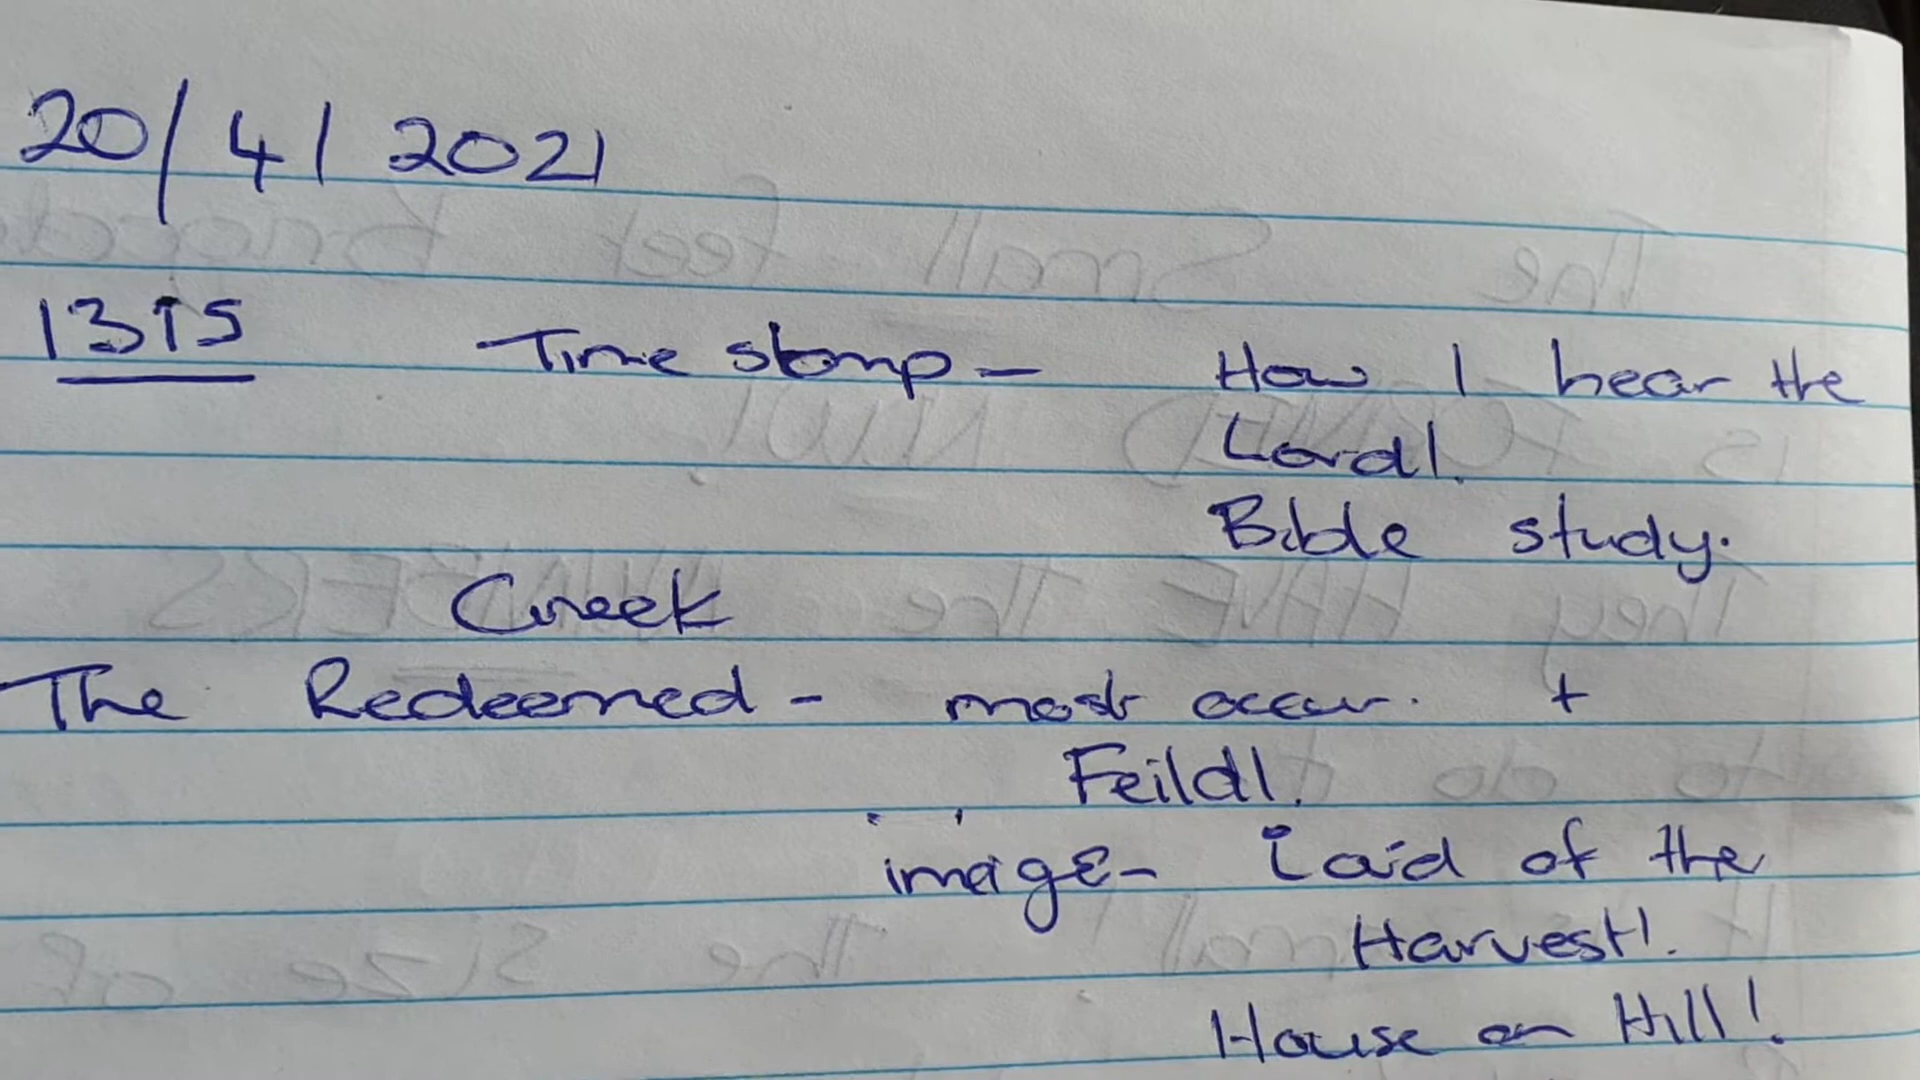 20/4/2021
1315 Time stamp - How I hear the
Lord!
Bible study.
Creek
The Redeemed - most occur. +
Feild!
image - Laid of the
Harvest!
House on Hill!